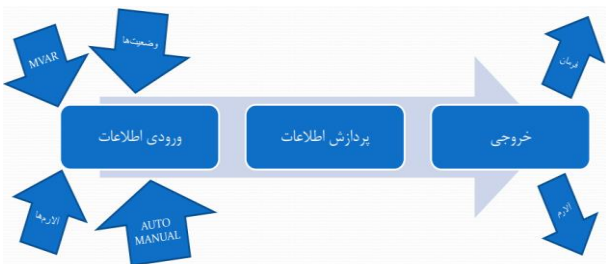 MVAR
وضعیت‌ها
فرمان
ورودی اطلاعات
پردازش اطلاعات
خروجی
آلارم‌ها
AUTO
MANUAL
آلارم